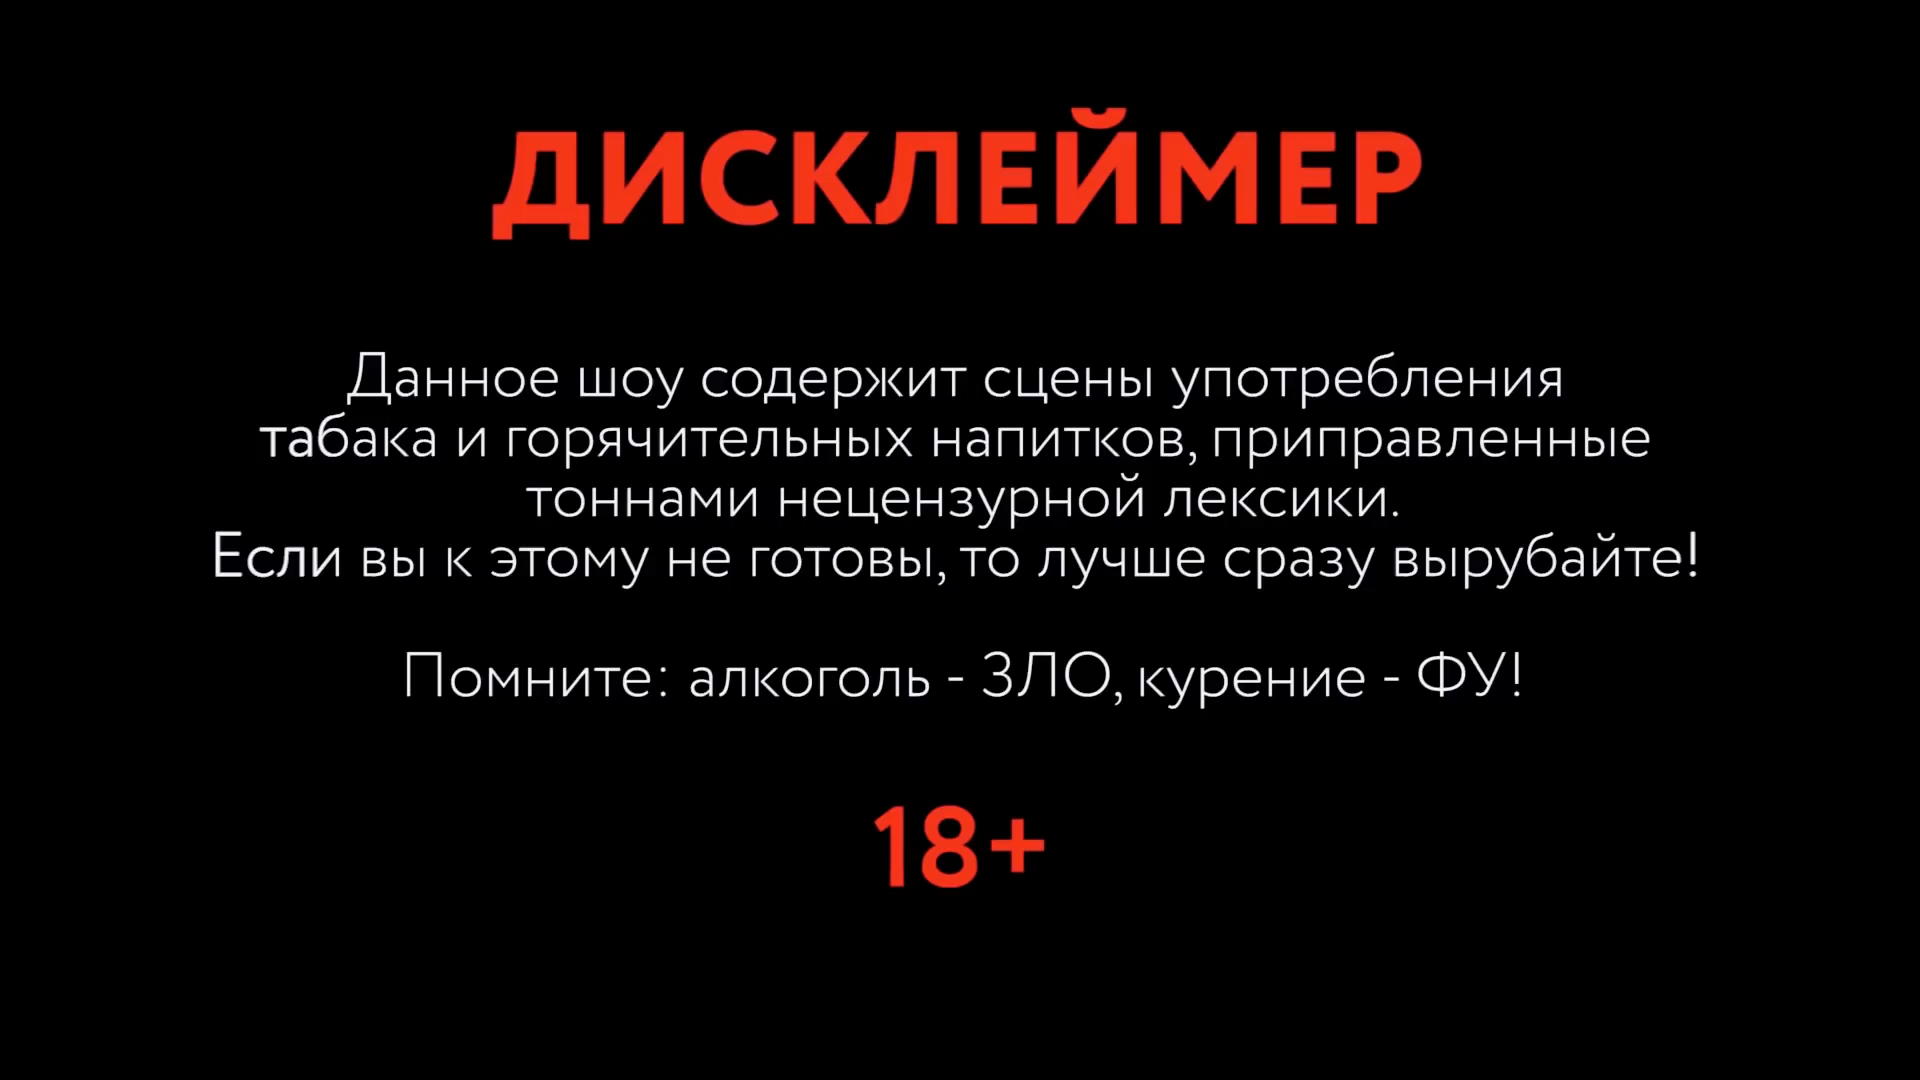 ДИСКЛЕЙМЕР
Данное шоу содержит сцены употребления
табака и горячительных напитков, приправленные
тоннами нецензурной лексики.
Если вы к этому не готовы, то лучше сразу вырубайте!
Помните: алкоголь - ЗЛО, курение - ФУ!
18+